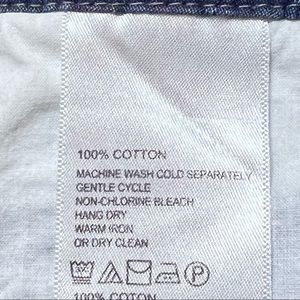 100% COTTON
MACHINE WASH COLD SEPARATELY
GENTLE CYCLE
NON-CHLORINE BLEACH
HANG DRY
WARM IRON
OR DRY CLEAN
100% COTTON